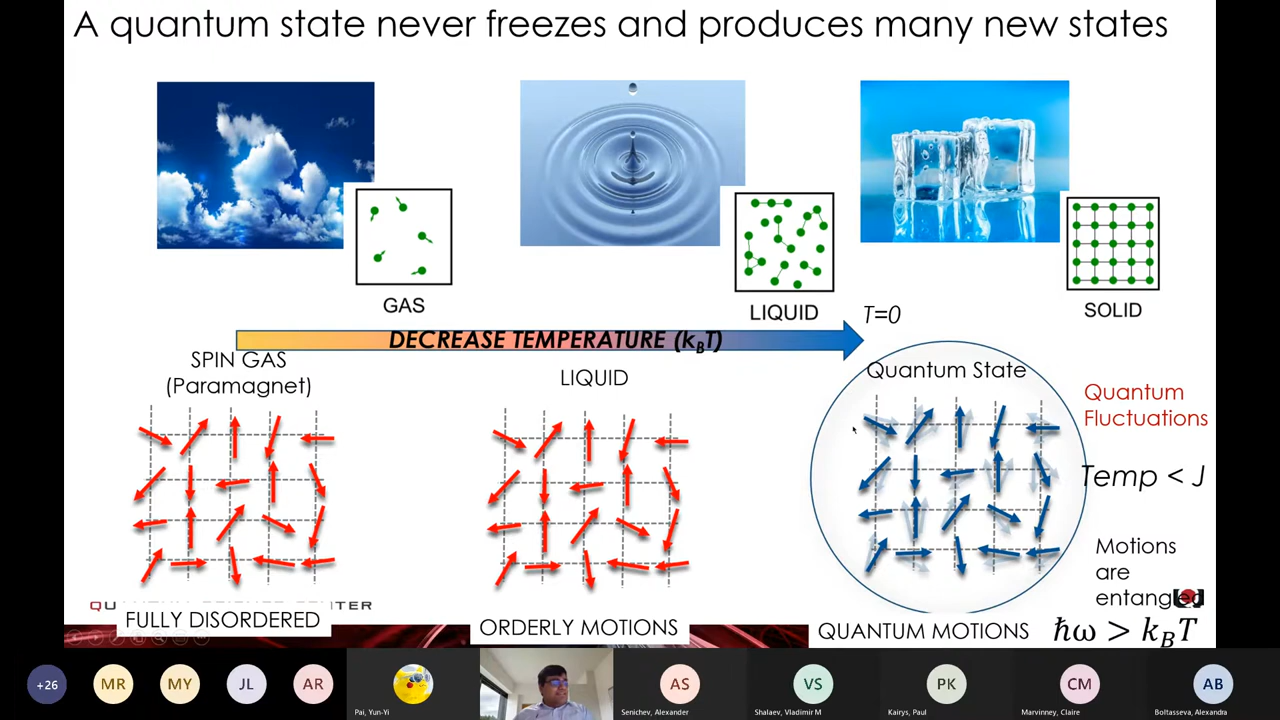 A quantum state never freezes and produces many new states
GAS
LIQUID
SOLID
T=0
DECREASE TEMPERATURE (k_BT)
SPIN GAS
(Paramagnet)
LIQUID
Quantum State
Quantum
Fluctuations
Temp < J
Motions
are
entangled
FULLY DISORDERED
ORDERLY MOTIONS
QUANTUM MOTIONS
ħω > k_BT
+26
MR
MY
JL
AR
AS
VS
PK
CM
AB
Pai, Yun-Yi
Senichev, Alexander
Shalaev, Vladimir M
Kairys, Paul
Marvinney, Claire
Boltasseva, Alexandra